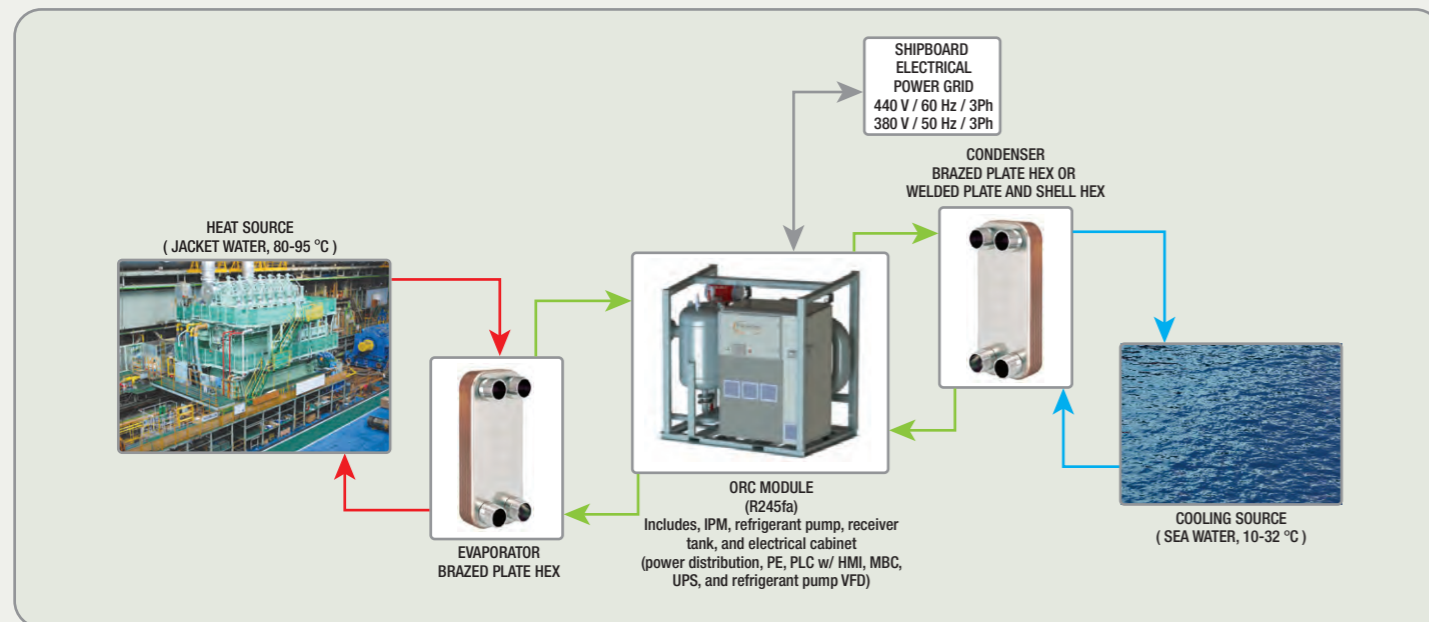 SHIPBOARD
ELECTRICAL
POWER GRID
440 V / 60 Hz / 3Ph
380 V / 50 Hz / 3Ph
CONDENSER
BRAZED PLATE HEX OR
WELDED PLATE AND SHELL HEX
HEAT SOURCE
( JACKET WATER, 80-95 °C )
ORC MODULE
(R245fa)
Includes, IPM, refrigerant pump, receiver
tank, and electrical cabinet
(power distribution, PE, PLC w/ HMI, MBC,
UPS, and refrigerant pump VFD)
EVAPORATOR
BRAZED PLATE HEX
COOLING SOURCE
( SEA WATER, 10-32 °C )